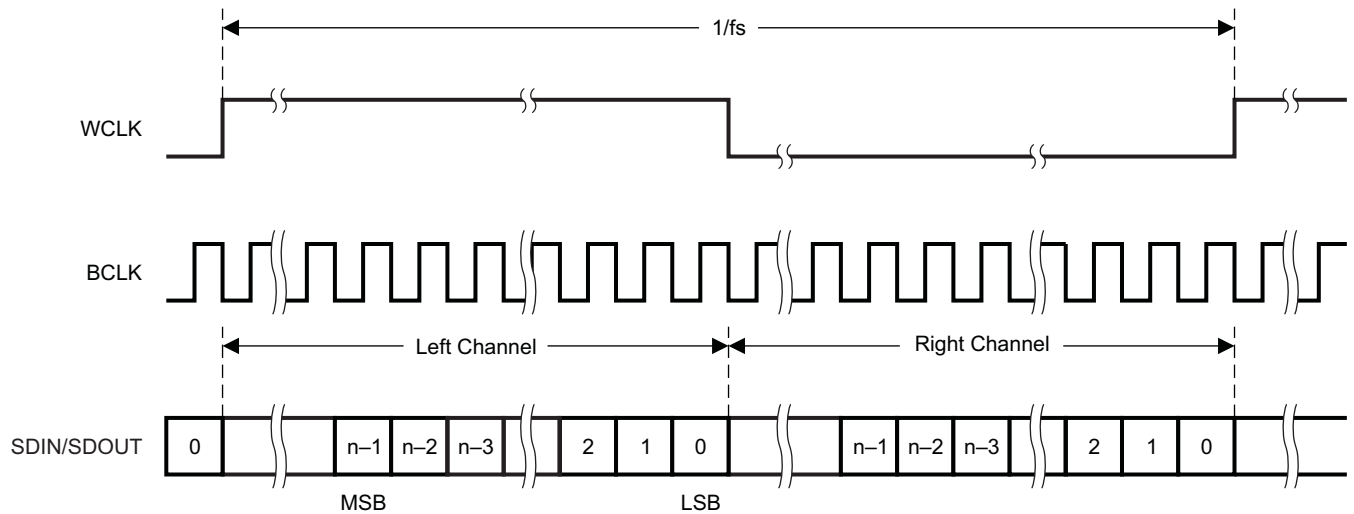 1/fs
WCLK
BCLK
Left Channel
Right Channel
SDIN/SDOUT
0
n–1
n–2
n–3
2
1
0
n–1
n–2
n–3
2
1
0
MSB
LSB